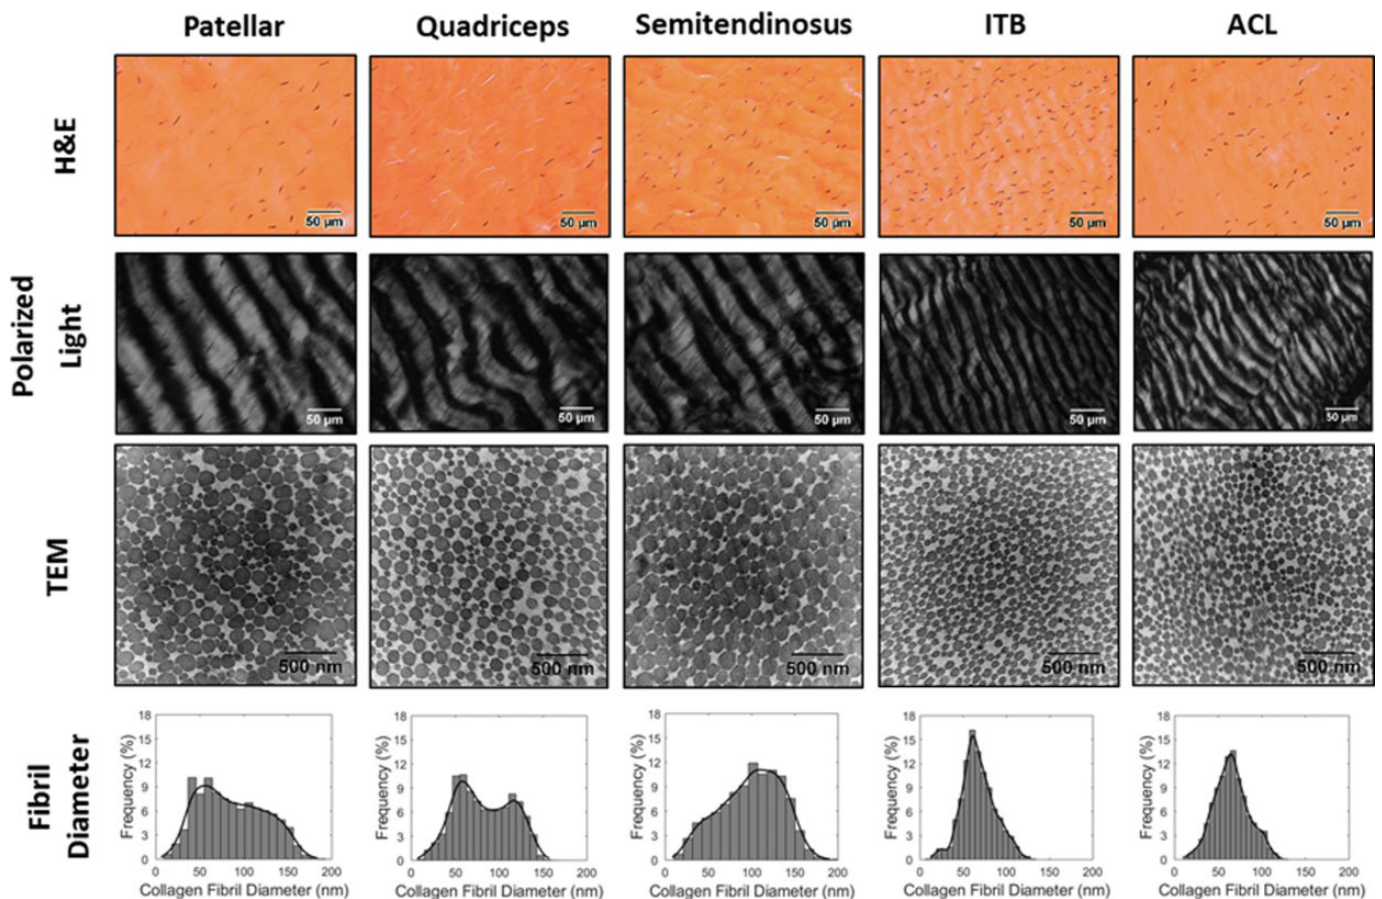 Patellar Quadriceps Semitendinosus ITB ACL
H&E
50 µm 50 µm 50 µm 50 µm 50 µm
Polarized
Light
50 µm 50 µm 50 µm 50 µm 50 µm
TEM
500 nm 500 nm 500 nm 500 nm 500 nm
Fibril
Diameter
Frequency (%) Frequency (%) Frequency (%) Frequency (%) Frequency (%)
18 18 18 18 18
15 15 15 15 15
12 12 12 12 12
9 9 9 9 9
6 6 6 6 6
3 3 3 3 3
0 0 0 0 0
0 50 100 150 200 0 50 100 150 200 0 50 100 150 200 0 50 100 150 200 0 50 100 150 200
Collagen Fibril Diameter (nm) Collagen Fibril Diameter (nm) Collagen Fibril Diameter (nm) Collagen Fibril Diameter (nm) Collagen Fibril Diameter (nm)